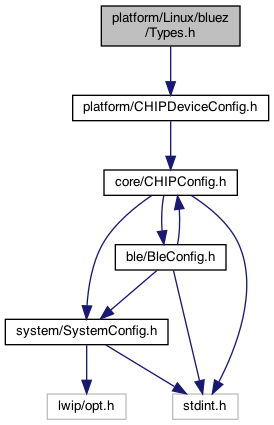 platform/Linux/bluez
/Types.h
platform/CHIPDeviceConfig.h
core/CHIPConfig.h
ble/BleConfig.h
system/SystemConfig.h
lwip/opt.h
stdint.h